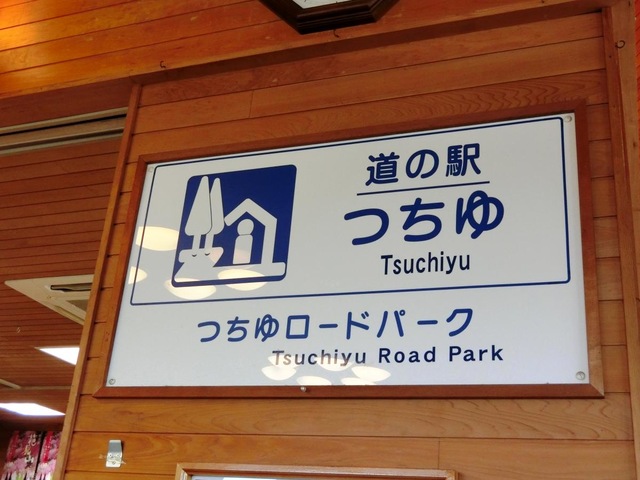 道の駅
つちゆ
Tsuchiyu
つちゆロードパーク
Tsuchiyu Road Park